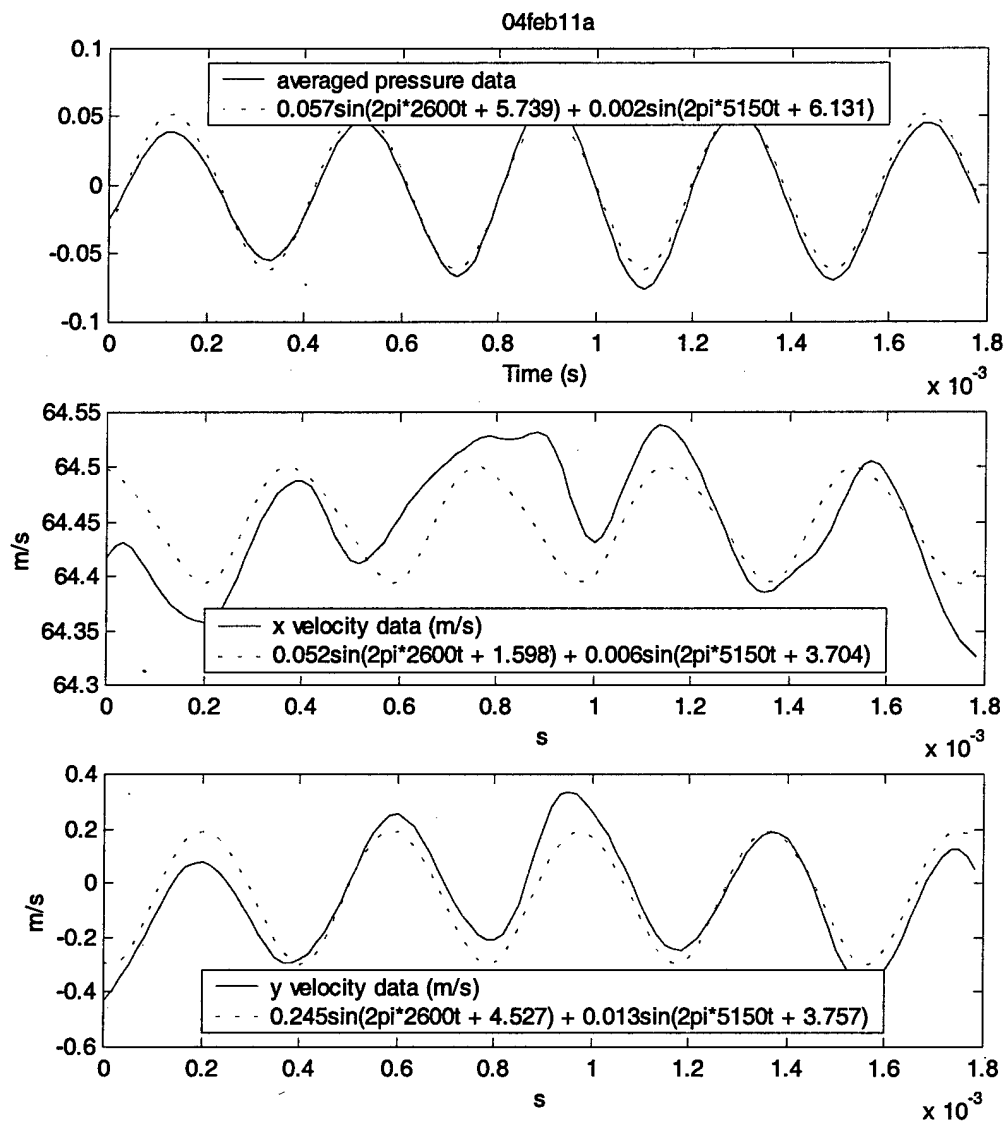 04feb11a
0.1
0.05
0
-0.05
-0.1
averaged pressure data
0.057sin(2pi*2600t + 5.739) + 0.002sin(2pi*5150t + 6.131)
0 0.2 0.4 0.6 0.8 1 1.2 1.4 1.6 1.8
Time (s)
x 10-3
64.55
64.5
64.45
64.4
64.35
64.3
m/s
x velocity data (m/s)
0.052sin(2pi*2600t + 1.598) + 0.006sin(2pi*5150t + 3.704)
0 0.2 0.4 0.6 0.8 1 1.2 1.4 1.6 1.8
s
x 10-3
0.4
0.2
0
-0.2
-0.4
-0.6
m/s
y velocity data (m/s)
0.245sin(2pi*2600t + 4.527) + 0.013sin(2pi*5150t + 3.757)
0 0.2 0.4 0.6 0.8 1 1.2 1.4 1.6 1.8
s
x 10-3